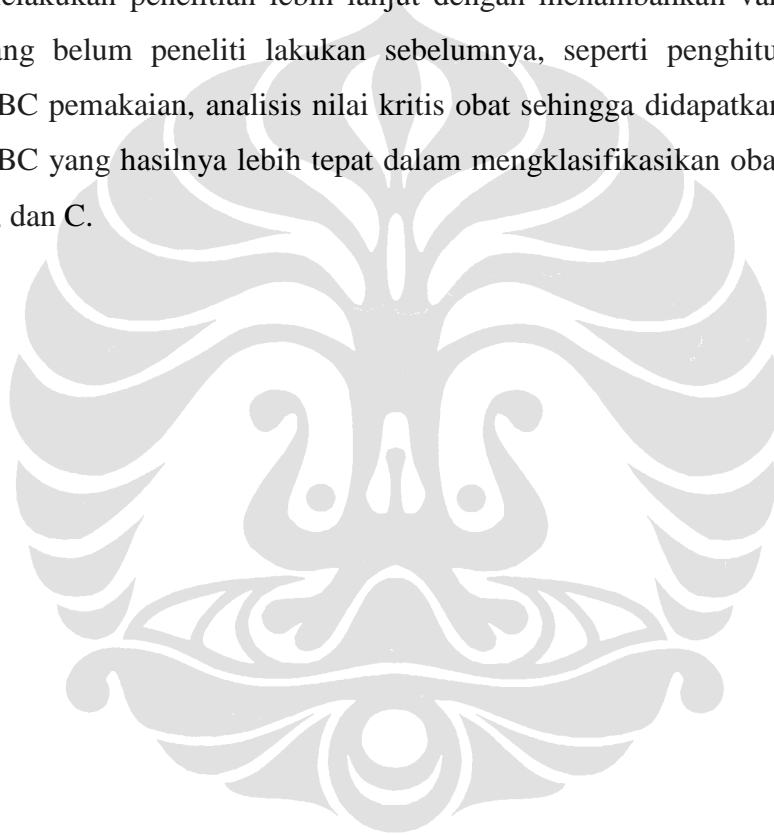 melakukan penelitian lebih lanjut dengan menambahkan
belum peneliti lakukan sebelumnya, seperti
pemakaian, analisis nilai kritis obat sehingga didapatkan
yang hasilnya lebih tepat dalam mengklasifikasikan
dan C.